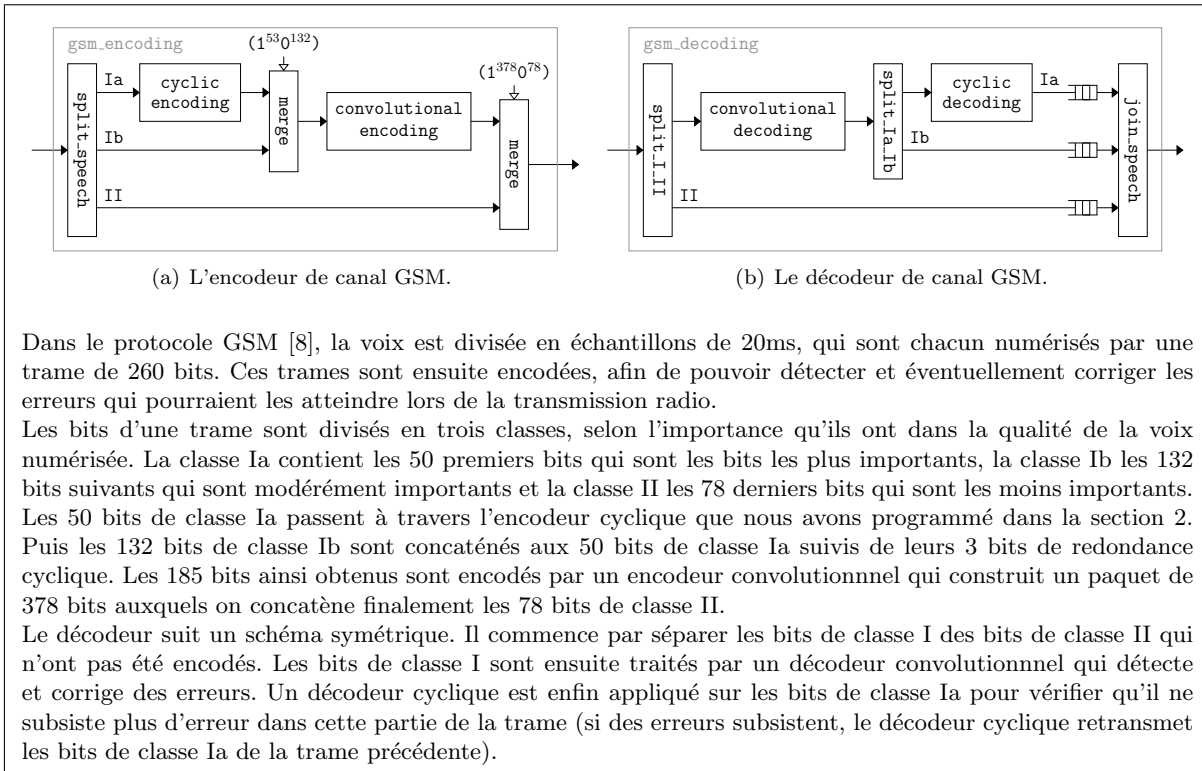 gsm_encoding
(1^53 0^132)
(1^378 0^78)
split_speech
Ia
cyclic
encoding
merge
Ib
convolutional
encoding
merge
II
gsm_decoding
split_I_II
convolutional
decoding
split_Ia_Ib
cyclic
decoding
Ia
Ib
II
join_speech
(a) L'encodeur de canal GSM.
(b) Le décodeur de canal GSM.
Dans le protocole GSM [8], la voix est divisée en échantillons de 20ms, qui sont chacun numérisés par une
trame de 260 bits. Ces trames sont ensuite encodées, afin de pouvoir détecter et éventuellement corriger les
erreurs qui pourraient les atteindre lors de la transmission radio.
Les bits d'une trame sont divisés en trois classes, selon l'importance qu'ils ont dans la qualité de la voix
numérisée. La classe Ia contient les 50 premiers bits qui sont les bits les plus importants, la classe Ib les 132
bits suivants qui sont modérément importants et la classe II les 78 derniers bits qui sont les moins importants.
Les 50 bits de classe Ia passent à travers l'encodeur cyclique que nous avons programmé dans la section 2.
Puis les 132 bits de classe Ib sont concaténés aux 50 bits de classe Ia suivis de leurs 3 bits de redondance
cyclique. Les 185 bits ainsi obtenus sont encodés par un encodeur convolutionnnel qui construit un paquet de
378 bits auxquels on concatène finalement les 78 bits de classe II.
Le décodeur suit un schéma symétrique. Il commence par séparer les bits de classe I des bits de classe II qui
n'ont pas été encodés. Les bits de classe I sont ensuite traités par un décodeur convolutionnnel qui détecte
et corrige des erreurs. Un décodeur cyclique est enfin appliqué sur les bits de classe Ia pour vérifier qu'il ne
subsiste plus d'erreur dans cette partie de la trame (si des erreurs subsistent, le décodeur cyclique retransmet
les bits de classe Ia de la trame précédente).